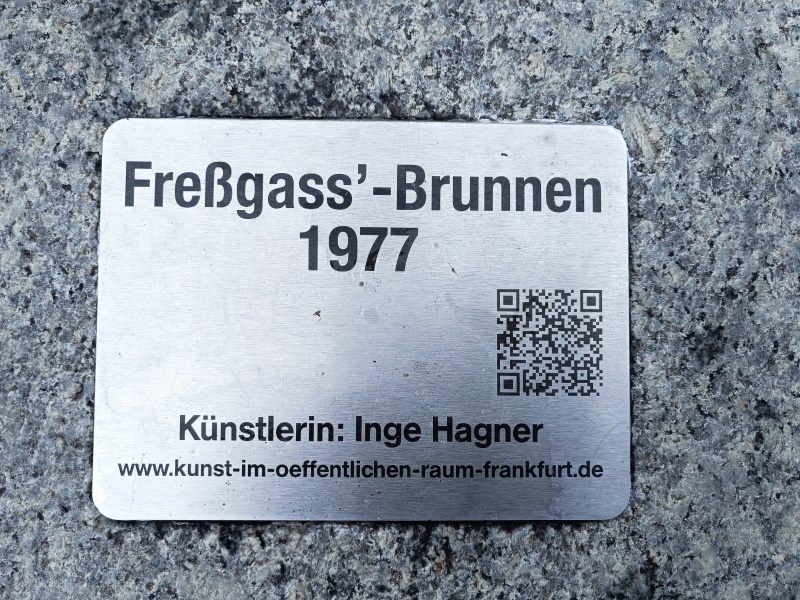 Freßgass’-Brunnen
1977
Künstlerin: Inge Hagner
www.kunst-im-oeffentlichen-raum-frankfurt.de